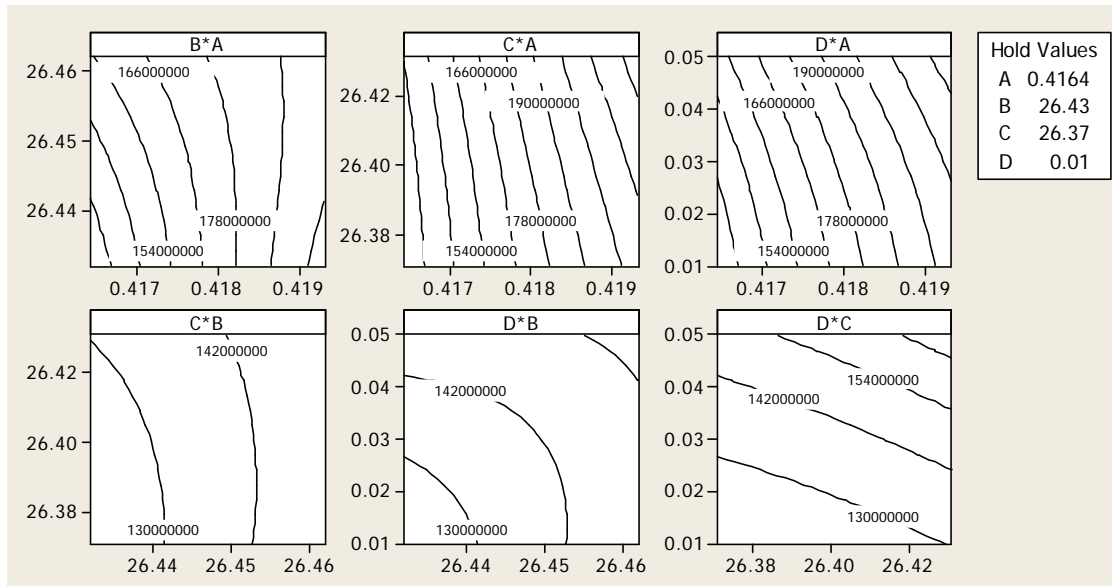 B*A
26.46
26.45
26.44
166000000
178000000
154000000
0.417 0.418 0.419
C*A
26.42
26.40
26.38
166000000
190000000
178000000
154000000
0.417 0.418 0.419
D*A
0.05
0.04
0.03
0.02
0.01
190000000
166000000
178000000
154000000
0.417 0.418 0.419
Hold Values
A 0.4164
B 26.43
C 26.37
D 0.01
C*B
26.42
26.40
26.38
142000000
130000000
26.44 26.45 26.46
D*B
0.05
0.04
0.03
0.02
0.01
142000000
130000000
26.44 26.45 26.46
D*C
0.05
0.04
0.03
0.02
0.01
154000000
142000000
130000000
26.38 26.40 26.42